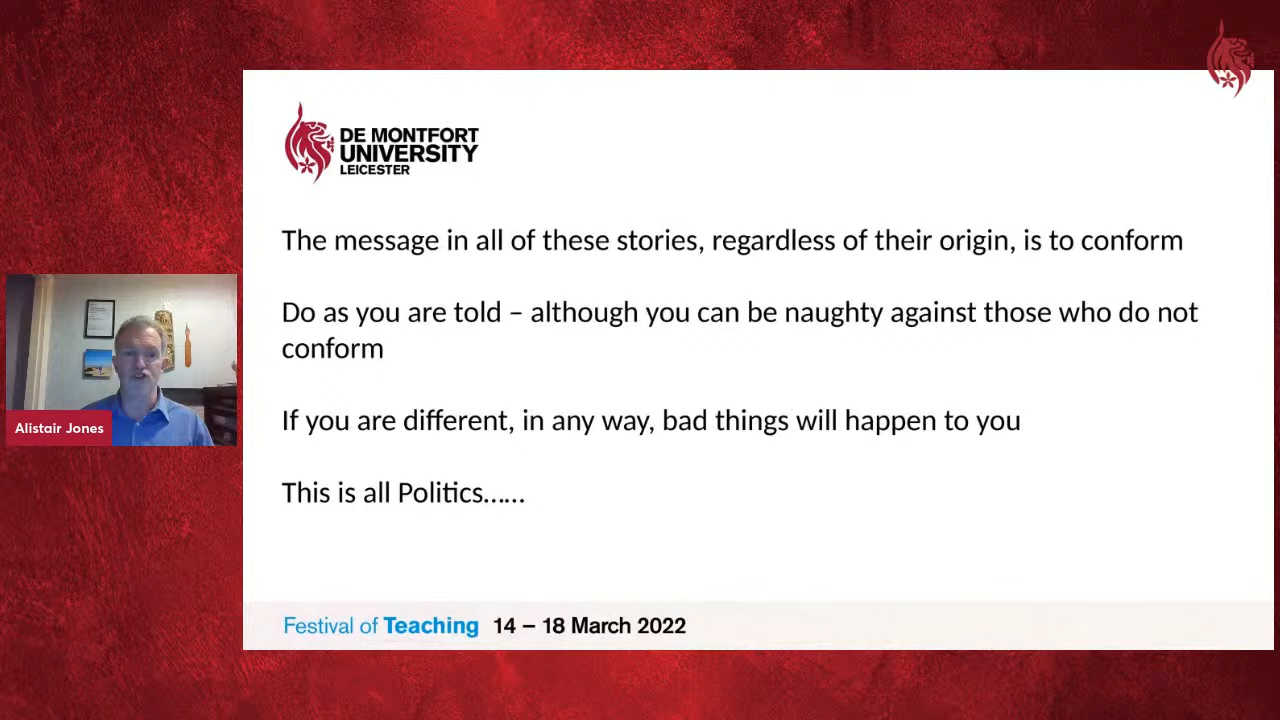 DE MONTFORT
UNIVERSITY
LEICESTER
The message in all of these stories, regardless of their origin, is to conform
Do as you are told – although you can be naughty against those who do not
conform
If you are different, in any way, bad things will happen to you
This is all Politics......
Alistair Jones
Festival of Teaching 14 – 18 March 2022